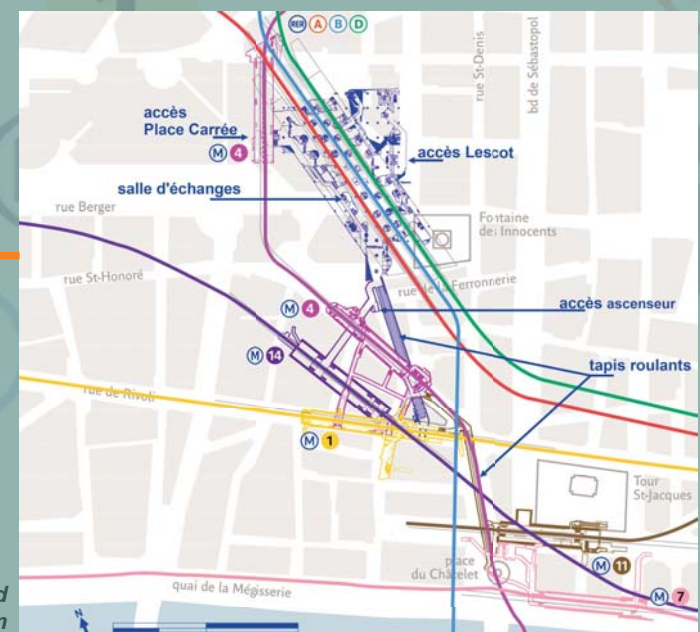 RER A B D
rue St-Denis
bd de Sébastopol
accès
Place Carrée
M 4
accès Lescot
salle d'échanges
rue Berger
Fontaine
des Innocents
rue St-Honoré
rue de la Ferronnerie
accès ascenseur
M 4
M 14
tapis roulants
rue de Rivoli
M 1
Tour
St-Jacques
place
du Châtelet
M 11
quai de la Mégisserie
M 7
N